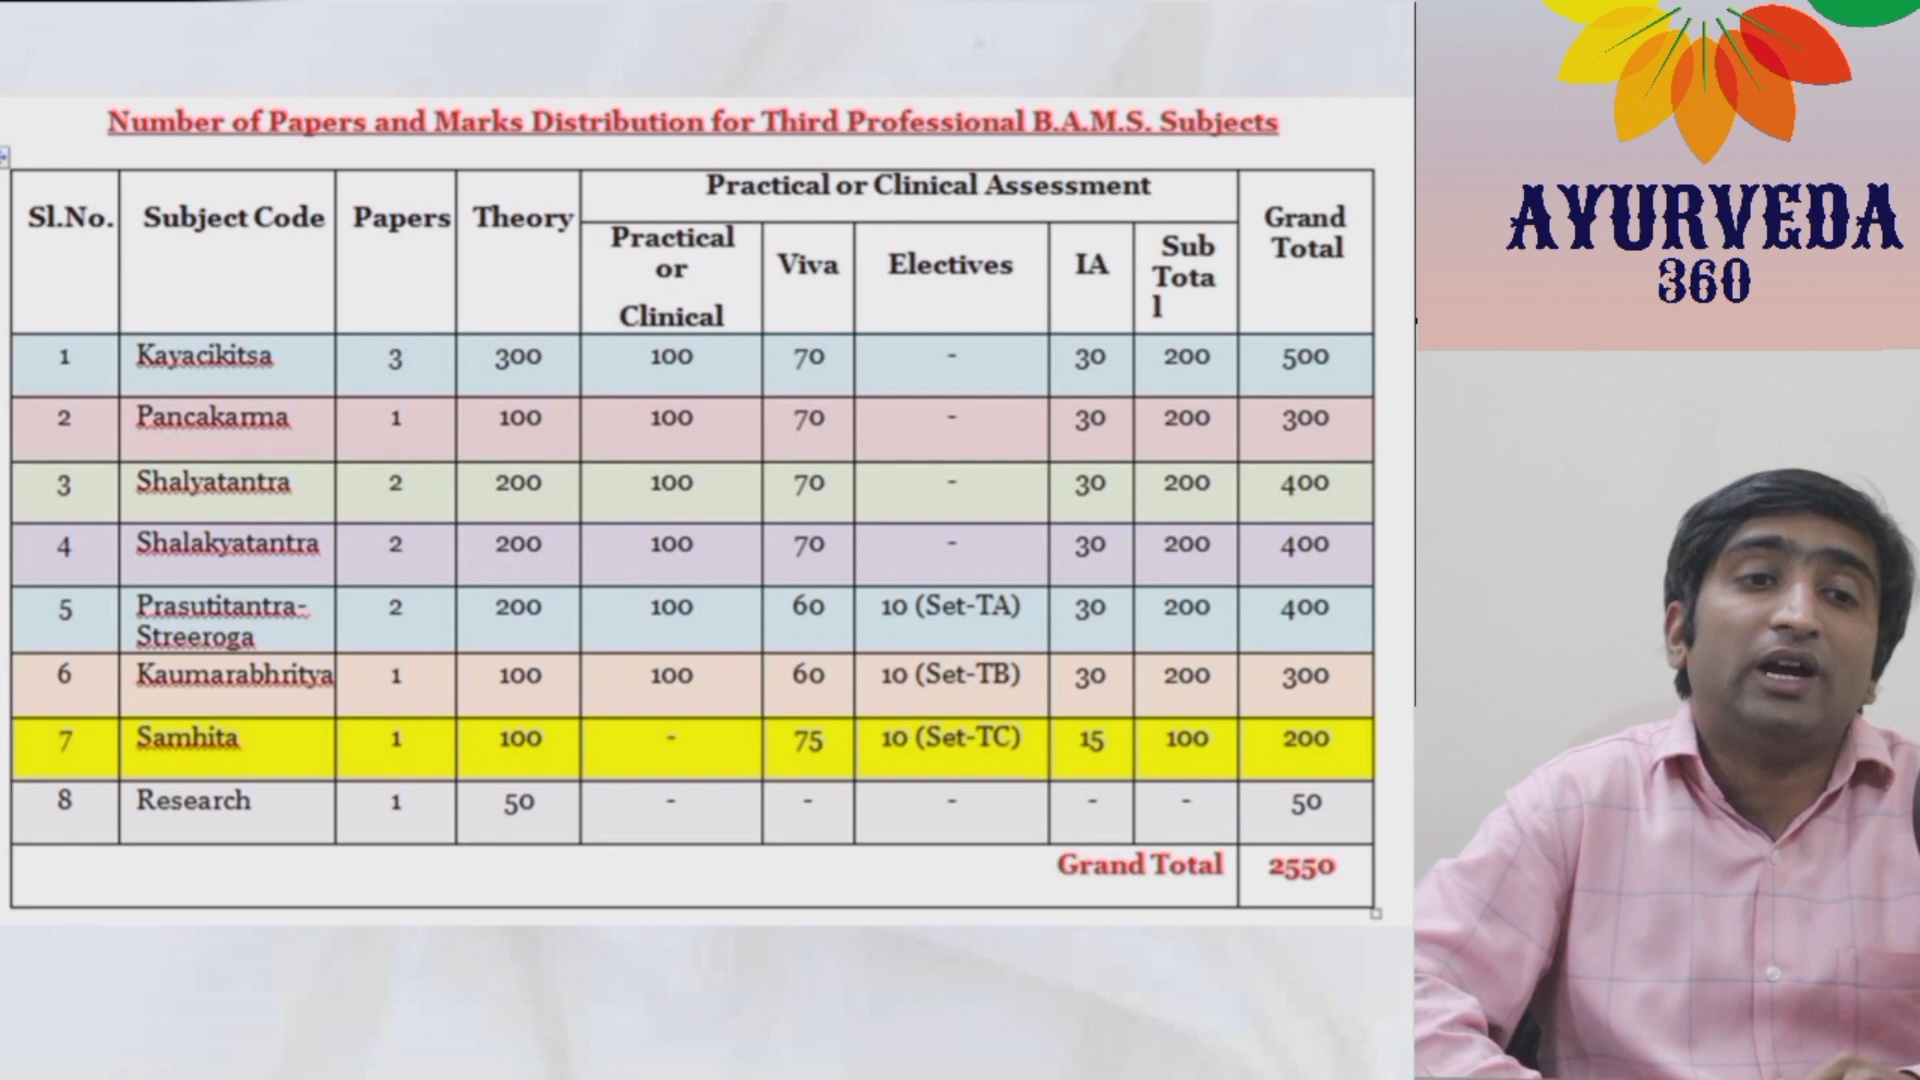 Number of Papers and Marks Distribution for Third Professional B.A.M.S. Subjects
Sl.No. Subject Code Papers Theory Practical or Clinical Assessment Grand Total
Practical or Clinical Viva Electives IA Sub Total
1 Kayacikitsa 3 300 100 70 - 30 200 500
2 Pancakarma 1 100 100 70 - 30 200 300
3 Shalyatantra 2 200 100 70 - 30 200 400
4 Shalakyatantra 2 200 100 70 - 30 200 400
5 Prasutitantra-Streeroga 2 200 100 60 10 (Set-TA) 30 200 400
6 Kaumarabhritya 1 100 100 60 10 (Set-TB) 30 200 300
7 Samhita 1 100 - 75 10 (Set-TC) 15 100 200
8 Research 1 50 - - - - - 50
Grand Total 2550
AYURVEDA
360